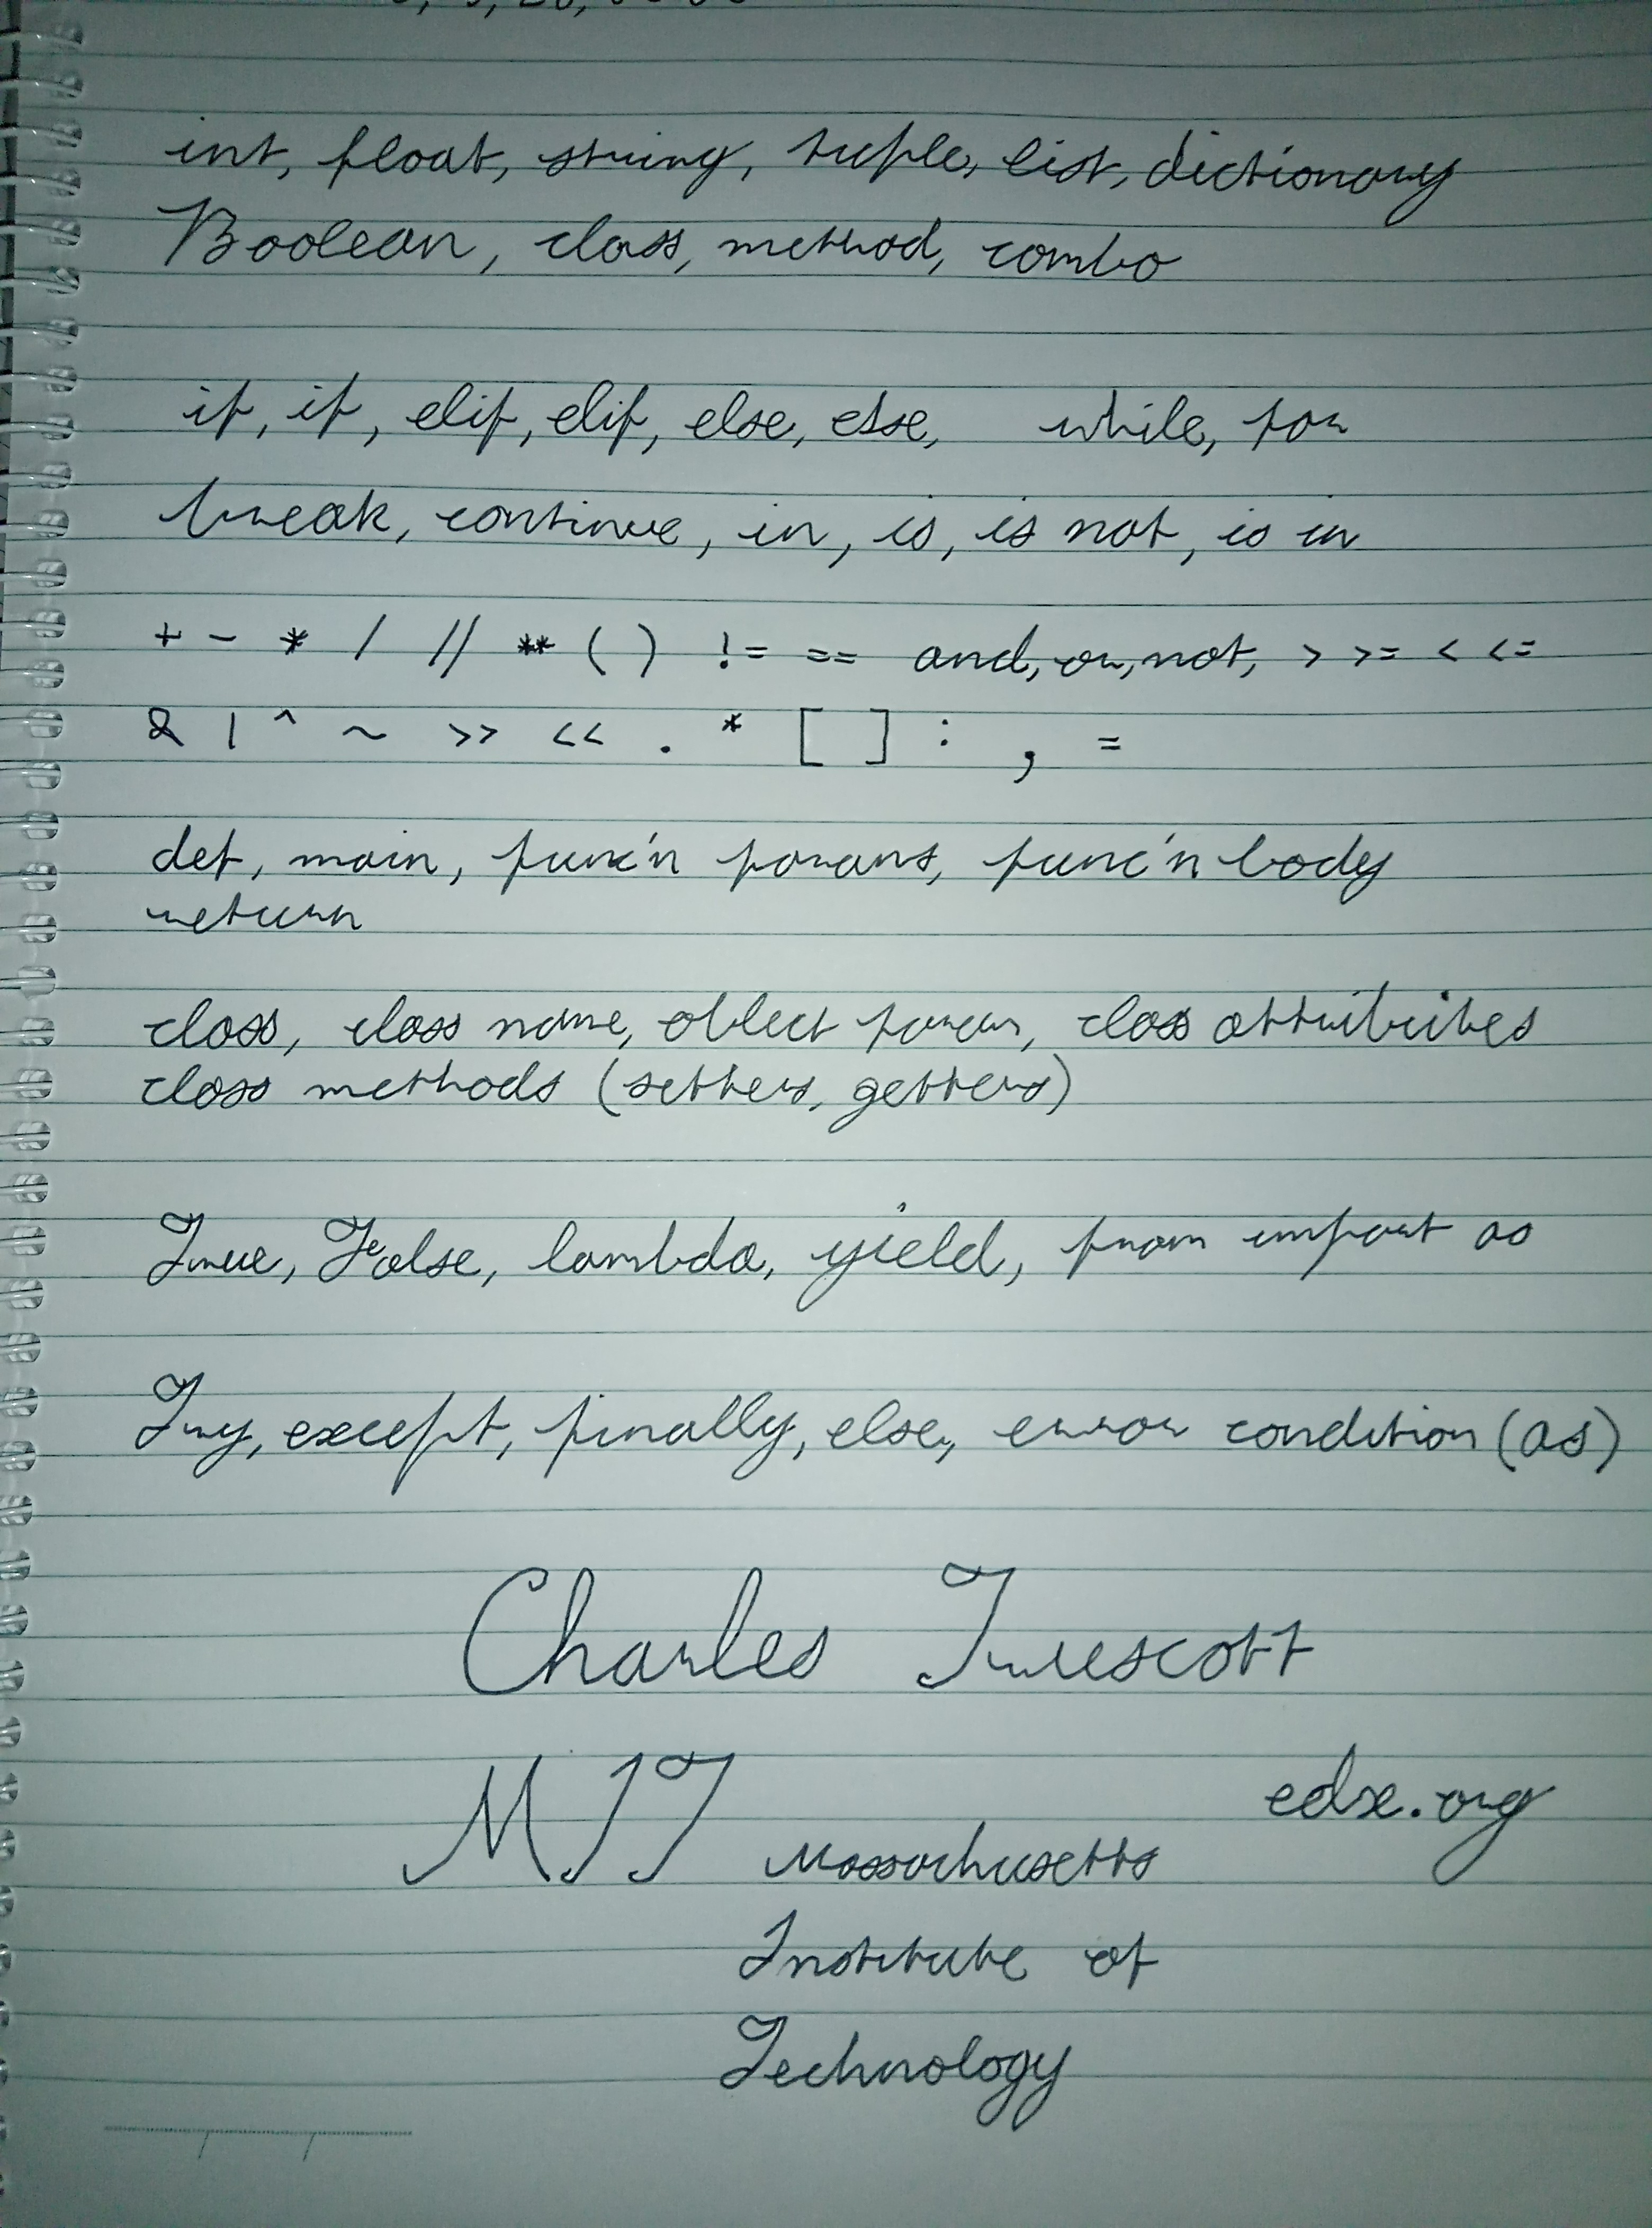 int, float, string, tuple, list, dictionary
Boolean, class, method, combo
if, if, elif, elif, else, else, while, for
break, continue, in, is, is not, is in
+ - * / // ** ( ) != == and, or, not, > >= < <=
& | ^ ~ >> << . * [ ] : , =
def, main, func'n params, func'n body
return
class, class name, object param, class attributes
class methods (setters, getters)
True, False, lambda, yield, from import as
Try, except, finally, else, error condition (as)
Charles Truescott
MIT edx.org
Massachusetts
Institute of
Technology